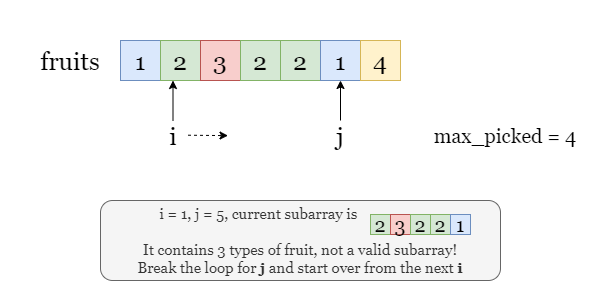 fruits 1 2 3 2 2 1 4
i j max_picked = 4
i = 1, j = 5, current subarray is 2 3 2 2 1
It contains 3 types of fruit, not a valid subarray!
Break the loop for j and start over from the next i